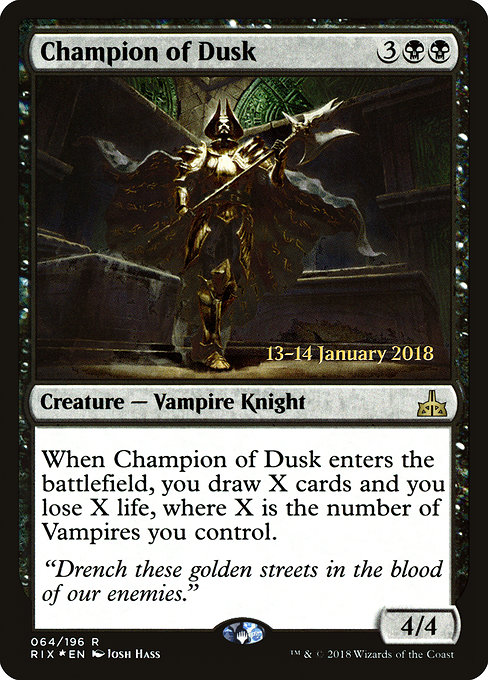 Champion of Dusk 3
13–14 January 2018
Creature — Vampire Knight
When Champion of Dusk enters the
battlefield, you draw X cards and you
lose X life, where X is the number of
Vampires you control.
“Drench these golden streets in the blood
of our enemies.”
4/4
064/196 R
RIX ★ EN Josh Hass
™ & © 2018 Wizards of the Coast